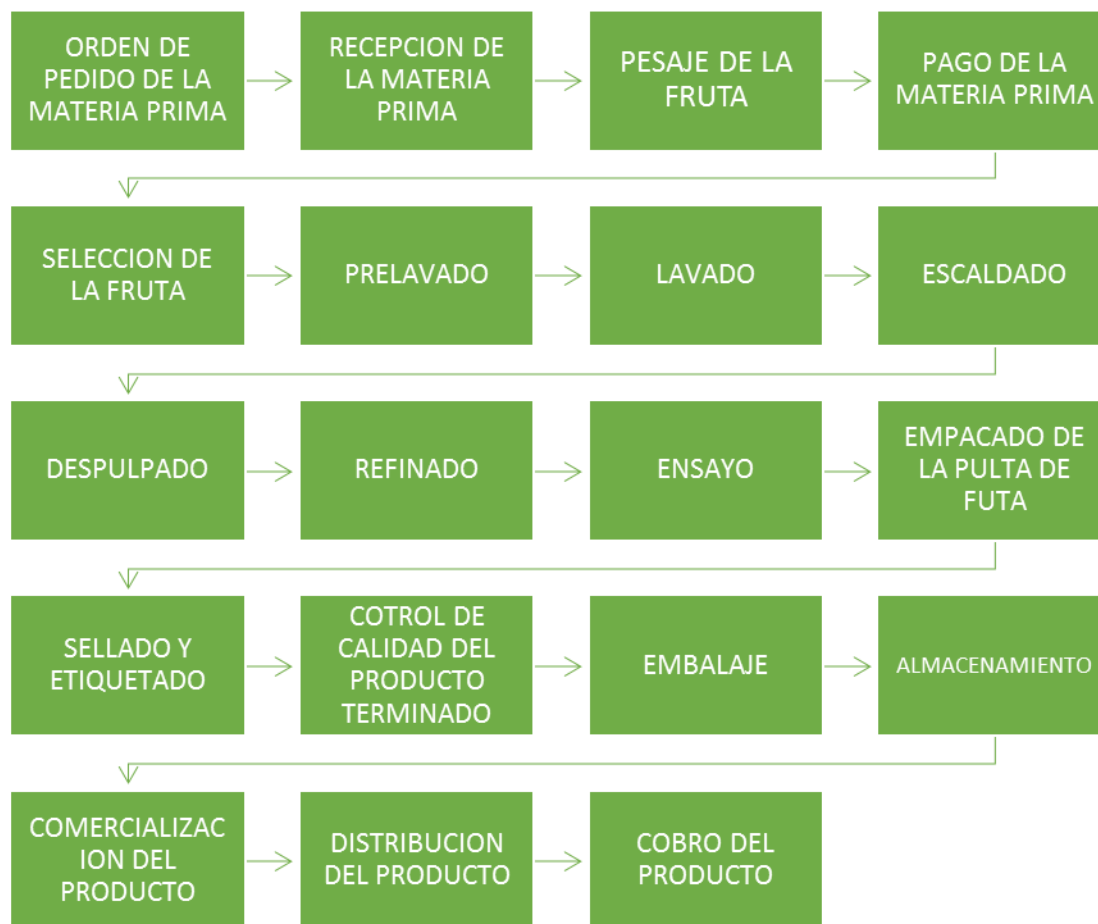 ORDEN DE
PEDIDO DE LA
MATERIA PRIMA
RECEPCION DE
LA MATERIA
PRIMA
PESAJE DE LA
FRUTA
PAGO DE LA
MATERIA PRIMA
SELECCION DE
LA FRUTA
PRELAVADO
LAVADO
ESCALDADO
DESPULPADO
REFINADO
ENSAYO
EMPACADO DE
LA PULTA DE
FUTA
SELLADO Y
ETIQUETADO
COTROL DE
CALIDAD DEL
PRODUCTO
TERMINADO
EMBALAJE
ALMACENAMIENTO
COMERCIALIZAC
ION DEL
PRODUCTO
DISTRIBUCION
DEL PRODUCTO
COBRO DEL
PRODUCTO